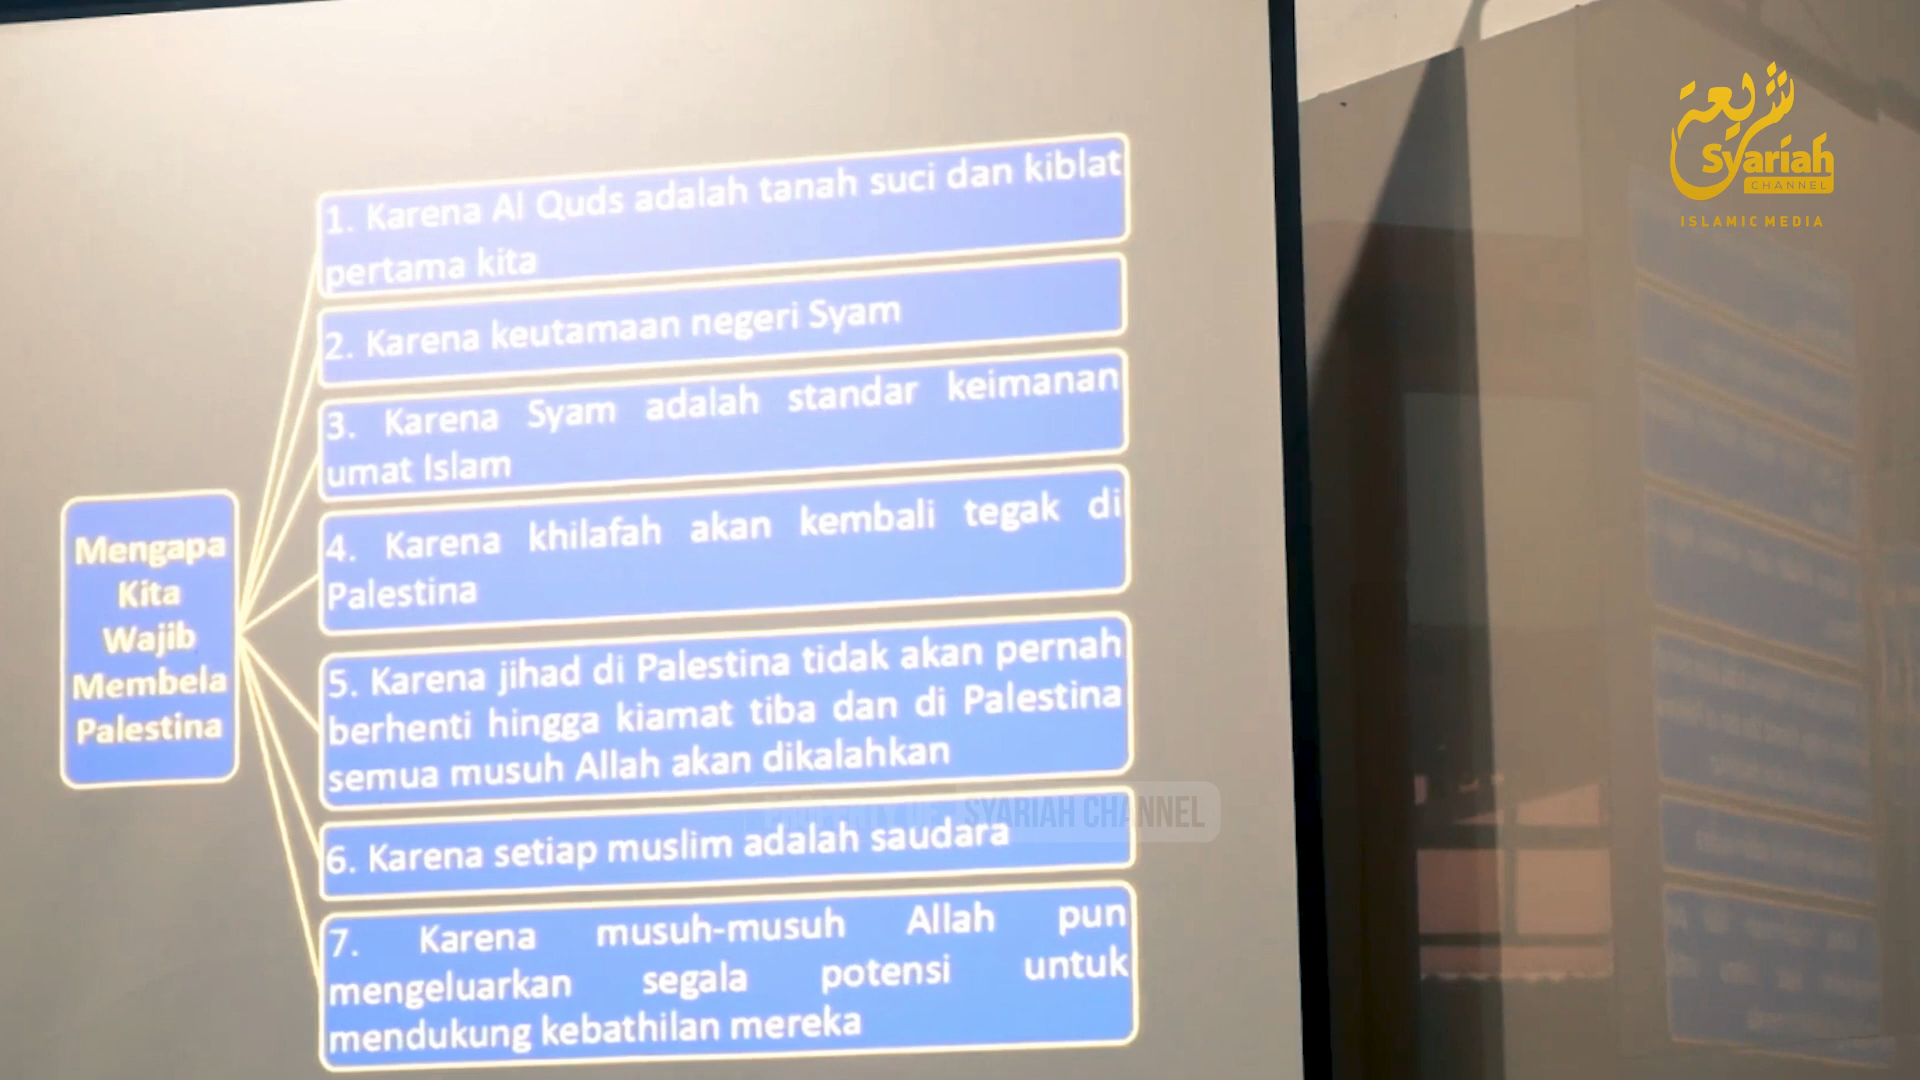 شريعة
Syariah
CHANNEL
ISLAMIC MEDIA
Mengapa
Kita
Wajib
Membela
Palestina
1. Karena Al Quds adalah tanah suci dan kiblat
pertama kita
2. Karena keutamaan negeri Syam
3. Karena Syam adalah standar keimanan
umat Islam
4. Karena khilafah akan kembali tegak di
Palestina
5. Karena jihad di Palestina tidak akan pernah
berhenti hingga kiamat tiba dan di Palestina
semua musuh Allah akan dikalahkan
PROPERTY OF SYARIAH CHANNEL
6. Karena setiap muslim adalah saudara
7. Karena musuh-musuh Allah pun
mengeluarkan segala potensi untuk
mendukung kebathilan mereka